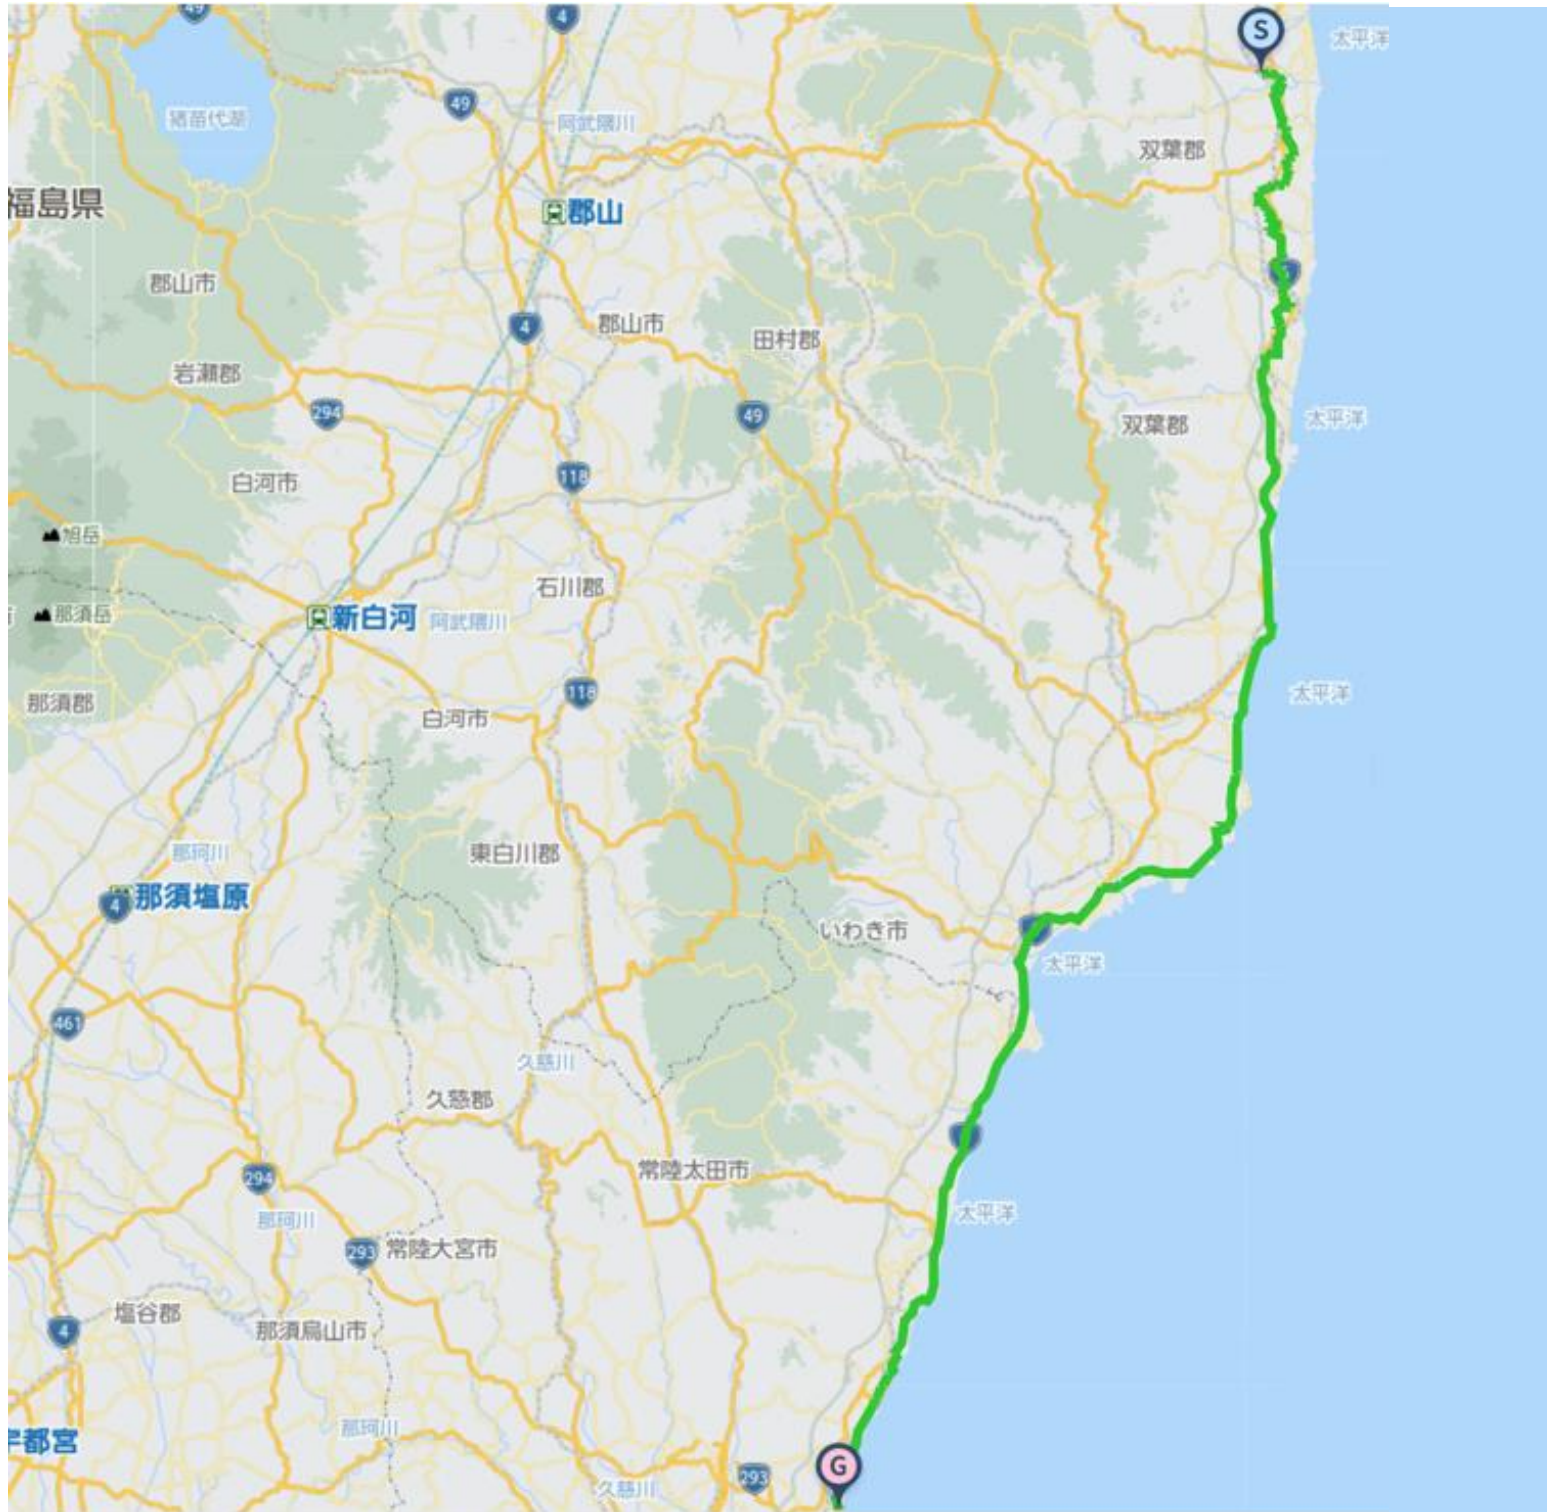 49
4
S
太平洋
49
猪苗代湖
阿武隈川
双葉郡
福島県
郡山
郡山市
4
郡山市
田村郡
岩瀬郡
294
49
太平洋
双葉郡
118
白河市
旭岳
石川郡
那須岳
新白河
阿武隈川
太平洋
118
那須郡
白河市
那珂川
東白川郡
4
那須塩原
いわき市
太平洋
461
久慈川
久慈郡
常陸太田市
294
太平洋
那珂川
293
常陸大宮市
塩谷郡
4
那須烏山市
那珂川
宇都宮
G
293
久慈川